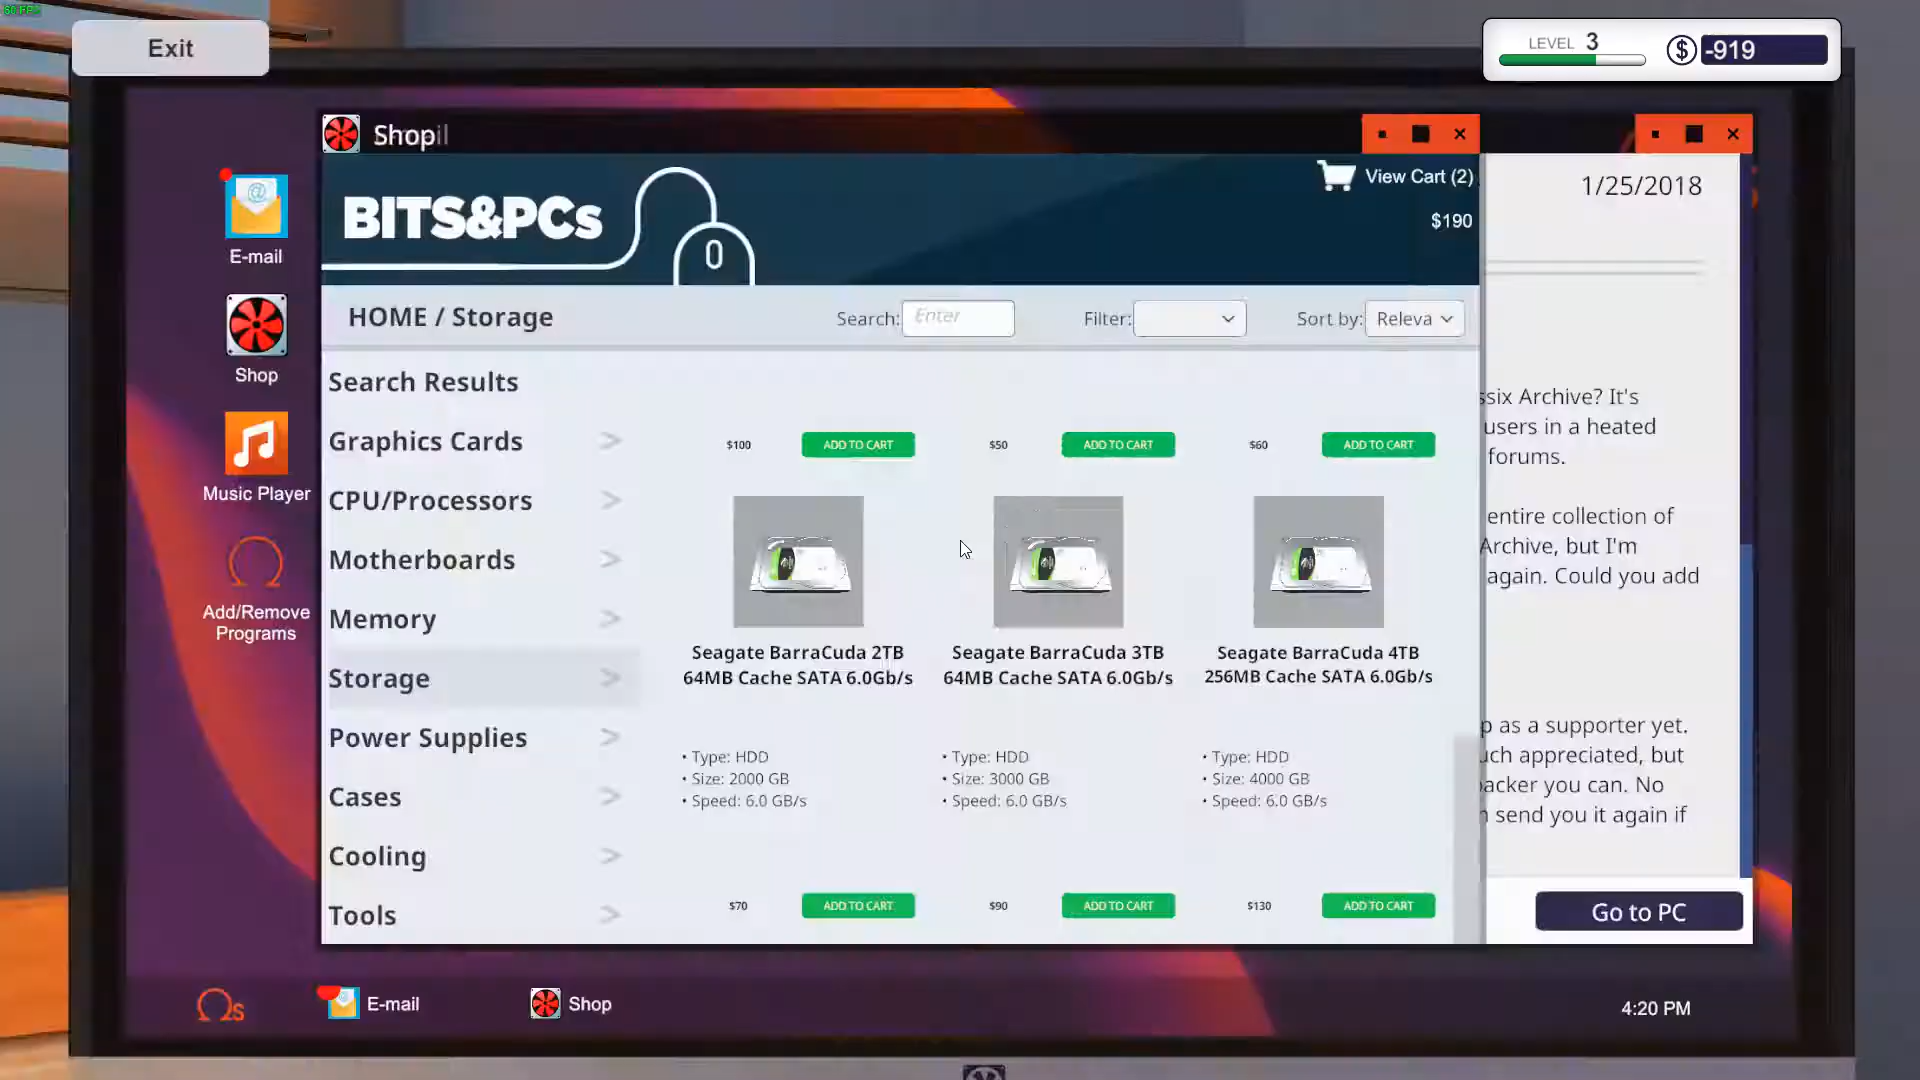 60 FPS
Exit
LEVEL 3
$ -919
Shop
BITS&PCs
View Cart (2)
$190
1/25/2018
E-mail
Shop
Music Player
Add/Remove
Programs
HOME / Storage
Search: Enter
Filter:
Sort by: Releva
Search Results
Graphics Cards >
CPU/Processors >
Motherboards >
Memory >
Storage >
Power Supplies >
Cases >
Cooling >
Tools >
$100 ADD TO CART
$50 ADD TO CART
$60 ADD TO CART
Seagate BarraCuda 2TB
64MB Cache SATA 6.0Gb/s
• Type: HDD
• Size: 2000 GB
• Speed: 6.0 GB/s
$70 ADD TO CART
Seagate BarraCuda 3TB
64MB Cache SATA 6.0Gb/s
• Type: HDD
• Size: 3000 GB
• Speed: 6.0 GB/s
$90 ADD TO CART
Seagate BarraCuda 4TB
256MB Cache SATA 6.0Gb/s
• Type: HDD
• Size: 4000 GB
• Speed: 6.0 GB/s
$130 ADD TO CART
ssix Archive? It's
users in a heated
forums.
entire collection of
Archive, but I'm
again. Could you add
p as a supporter yet.
uch appreciated, but
backer you can. No
send you it again if
Go to PC
Ωs
E-mail
Shop
4:20 PM